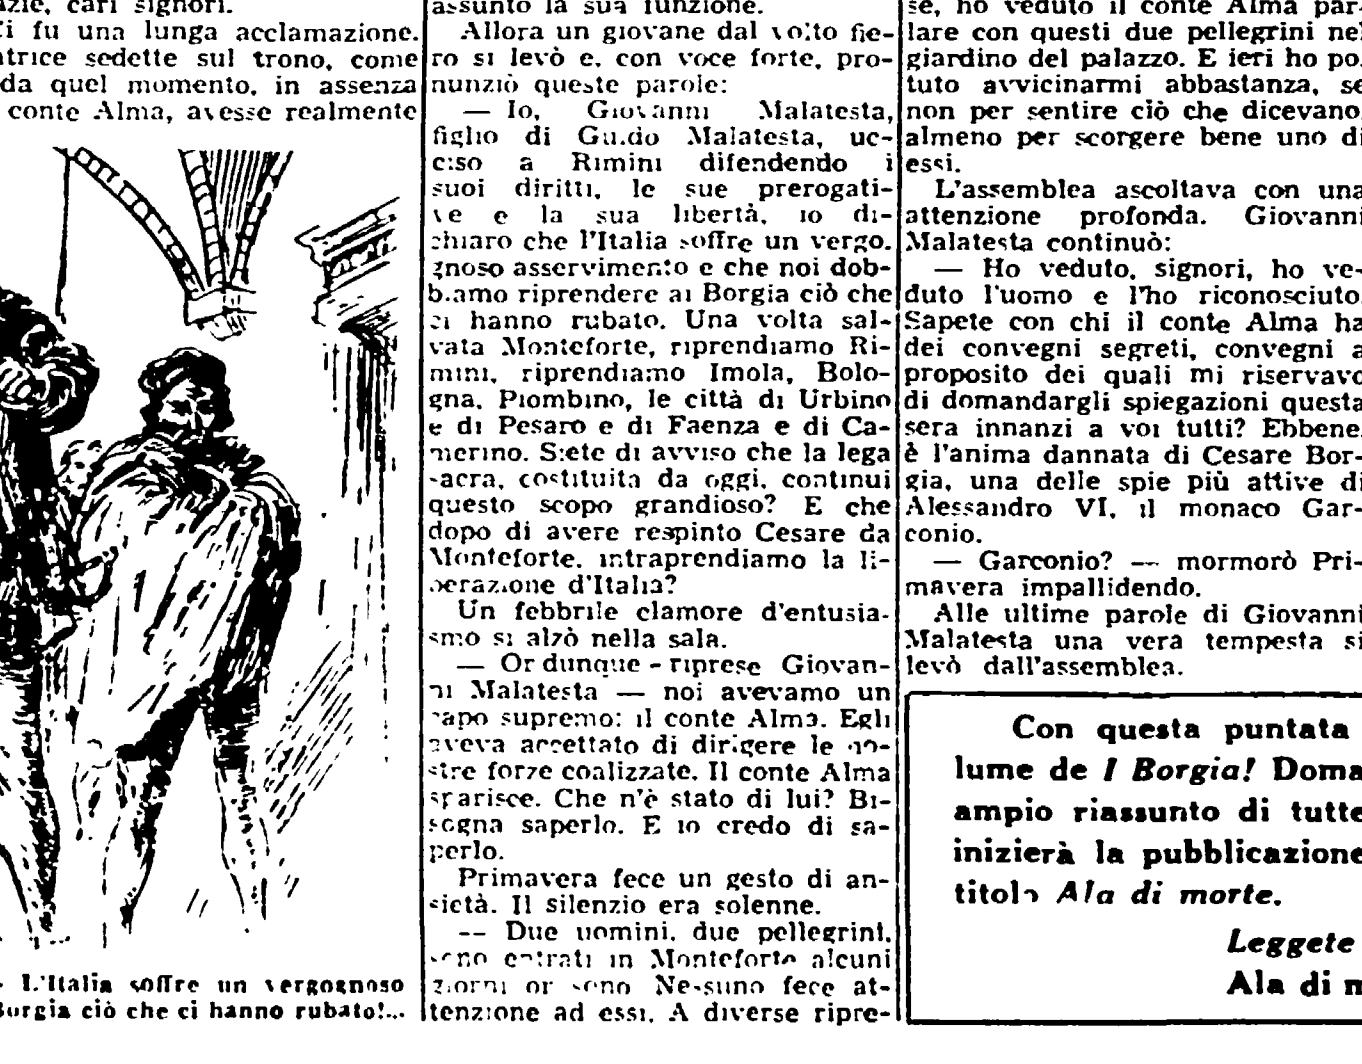 cari signori.
fu una lunga acclamazione.
sedette sul trono, come
da quel momento, in assenza
conte Alma, avesse realmente
L'Italia soffre un vergognoso
Borgia ciò che ci hanno rubato!...
assunto la sua funzione.
Allora un giovane dal volto fie-
ro si levò e, con voce forte, pro-
nunziò queste parole:
— Io, Giovanni Malatesta,
figlio di Guido Malatesta, uc-
ciso a Rimini difendendo i
suoi diritti, le sue prerogati-
ve e la sua libertà, io di-
chiaro che l'Italia soffre un vergo-
gnoso asservimento e che noi dob-
biamo riprendere ai Borgia ciò che
ci hanno rubato. Una volta sal-
vata Monteforte, riprendiamo Ri-
mini, riprendiamo Imola, Bolo-
gna, Piombino, le città di Urbino
e di Pesaro e di Faenza e di Ca-
merino. Siete di avviso che la lega
sacra, costituita da oggi, continui
questo scopo grandioso? E che
dopo di avere respinto Cesare da
Monteforte, intraprendiamo la li-
berazione d'Italia?
Un febbrile clamore d'entusia-
smo si alzò nella sala.
— Or dunque - riprese Giovan-
ni Malatesta — noi avevamo un
capo supremo: il conte Alma. Egli
aveva accettato di dirigere le no-
stre forze coalizzate. Il conte Alma
sparisce. Che n'è stato di lui? Bi-
sogna saperlo. E io credo di sa-
perlo.
Primavera fece un gesto di an-
sietà. Il silenzio era solenne.
— Due uomini, due pellegrini,
sono entrati in Monteforte alcuni
giorni or sono Nessuno fece at-
tenzione ad essi. A diverse ripre-
se, ho veduto il conte Alma par-
lare con questi due pellegrini nel
giardino del palazzo. E ieri ho po-
tuto avvicinarmi abbastanza, se
non per sentire ciò che dicevano,
almeno per scorgere bene uno di
essi.
L'assemblea ascoltava con una
attenzione profonda. Giovanni
Malatesta continuò:
— Ho veduto, signori, ho ve-
duto l'uomo e l'ho riconosciuto.
Sapete con chi il conte Alma ha
dei convegni segreti, convegni a
proposito dei quali mi riservavo
di domandargli spiegazioni questa
sera innanzi a voi tutti? Ebbene,
è l'anima dannata di Cesare Bor-
gia, una delle spie più attive di
Alessandro VI, il monaco Gar-
conio.
— Garconio? — mormorò Pri-
mavera impallidendo.
Alle ultime parole di Giovanni
Malatesta una vera tempesta si
levò dall'assemblea.
Con questa puntata
lume de I Borgia! Doma
ampio riassunto di tutte
inizierà la pubblicazione
titolo Ala di morte.
Leggete
Ala di m